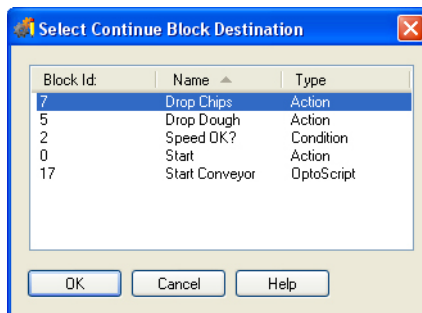 Select Continue Block Destination
Block Id: Name Type
7 Drop Chips Action
5 Drop Dough Action
2 Speed OK? Condition
0 Start Action
17 Start Conveyor OptoScript
OK Cancel Help